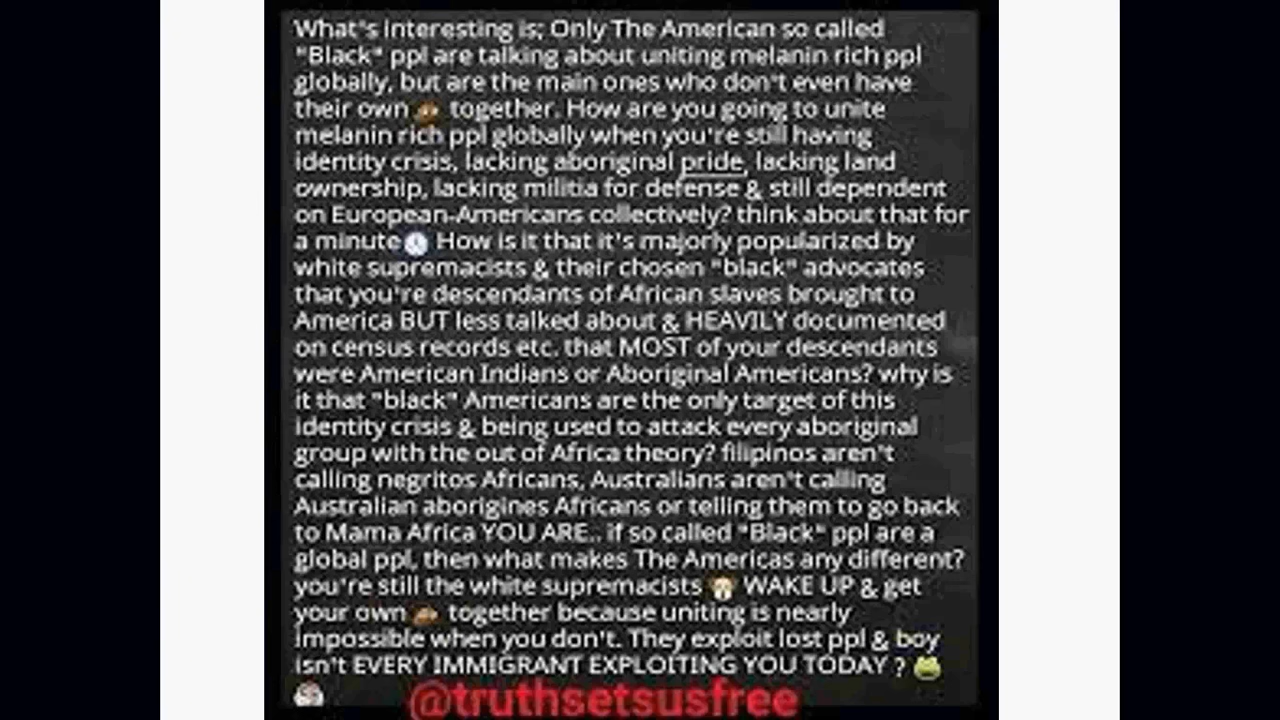 What's interesting is; Only The American so called
"Black" ppl are talking about uniting melanin rich ppl
globally, but are the main ones who don't even have
their own 💩 together. How are you going to unite
melanin rich ppl globally when you're still having
identity crisis, lacking aboriginal pride, lacking land
ownership, lacking militia for defense & still dependent
on European-Americans collectively? think about that for
a minute🕓 How is it that it's majorly popularized by
white supremacists & their chosen "black" advocates
that you're descendants of African slaves brought to
America BUT less talked about & HEAVILY documented
on census records etc. that MOST of your descendants
were American Indians or Aboriginal Americans? why is
it that "black" Americans are the only target of this
identity crisis & being used to attack every aboriginal
group with the out of Africa theory? filipinos aren't
calling negritos Africans, Australians aren't calling
Australian aborigines Africans or telling them to go back
to Mama Africa YOU ARE.. if so called "Black" ppl are a
global ppl, then what makes The Americas any different?
you're still the white supremacists 🐶 WAKE UP & get
your own 💩 together because uniting is nearly
impossible when you don't. They exploit lost ppl & boy
isn't EVERY IMMIGRANT EXPLOITING YOU TODAY ? 🐸
@truthsetsusfree